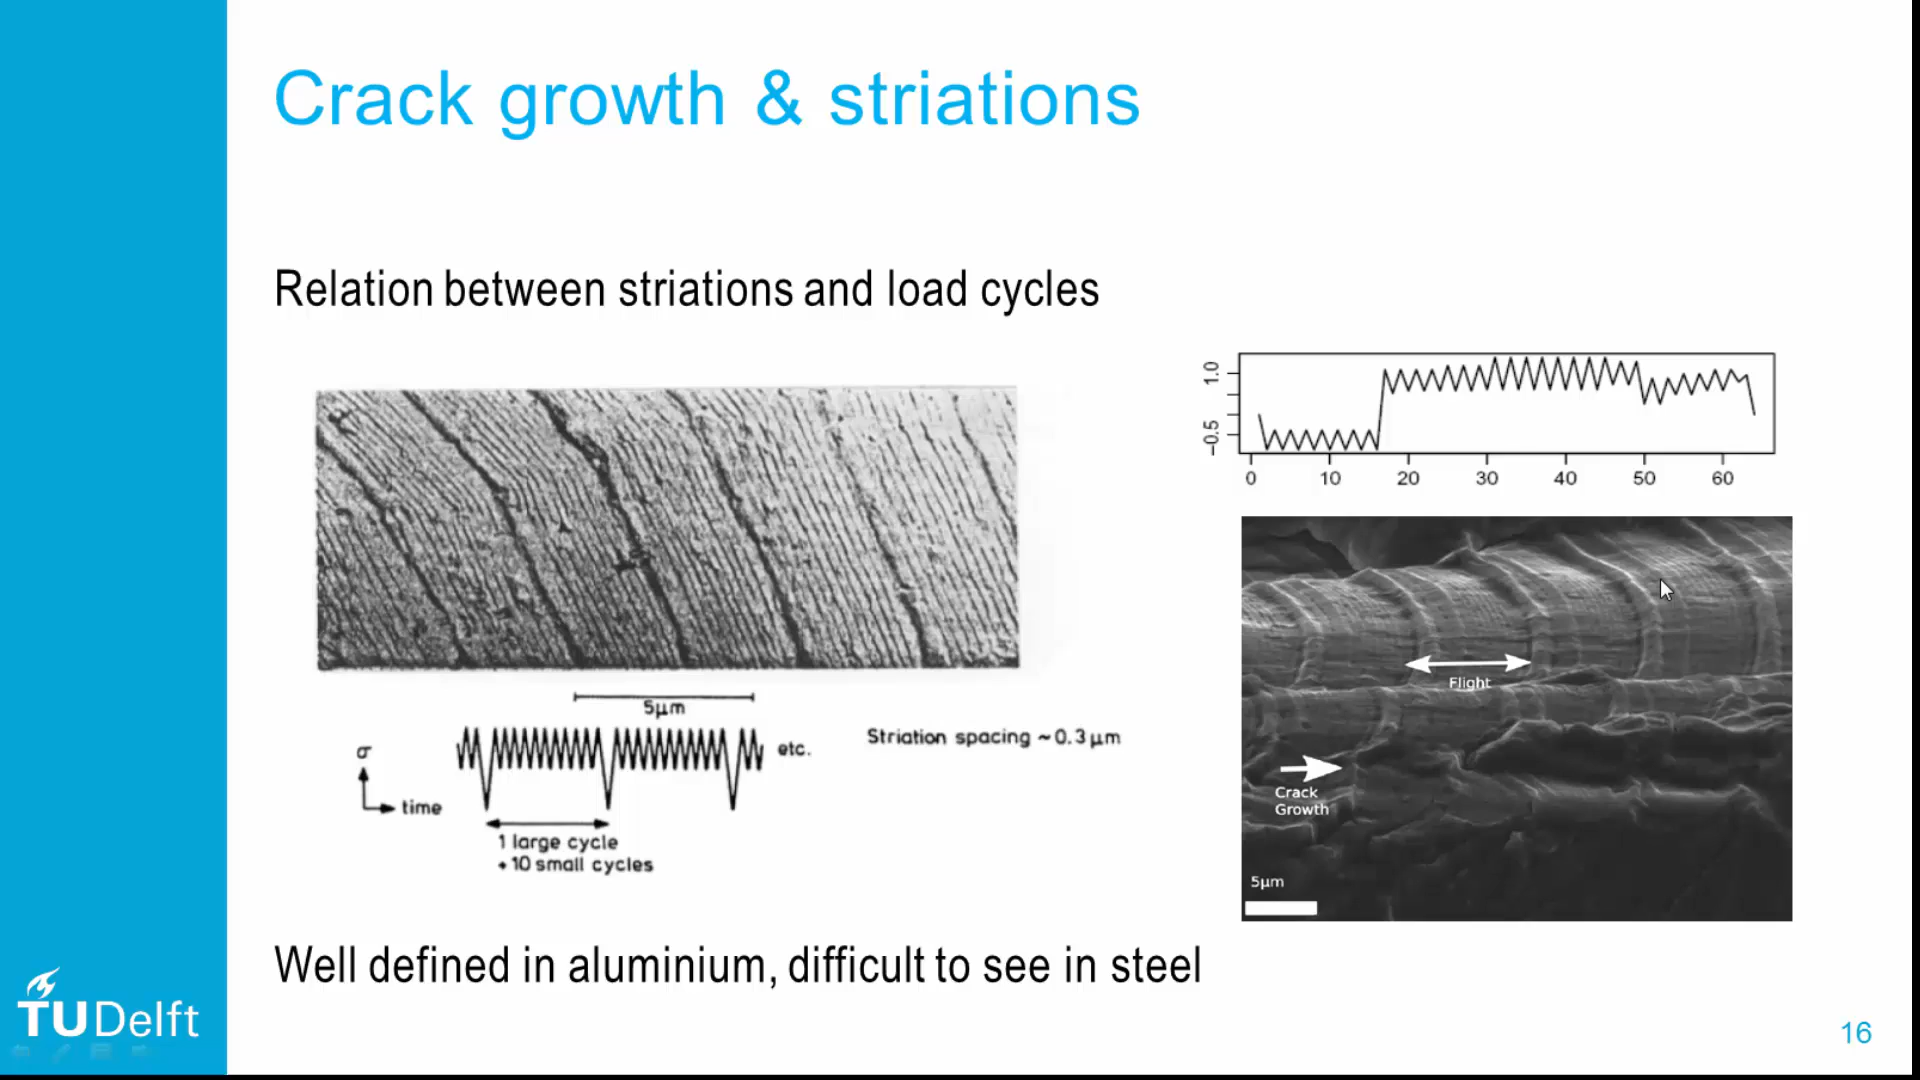 Crack growth & striations
Relation between striations and load cycles
1.0
−0.5
0 10 20 30 40 50 60
5µm
σ
time
etc.
Striation spacing ~0.3 µm
1 large cycle
+ 10 small cycles
Flight
Crack
Growth
5µm
Well defined in aluminium, difficult to see in steel
TUDelft
16